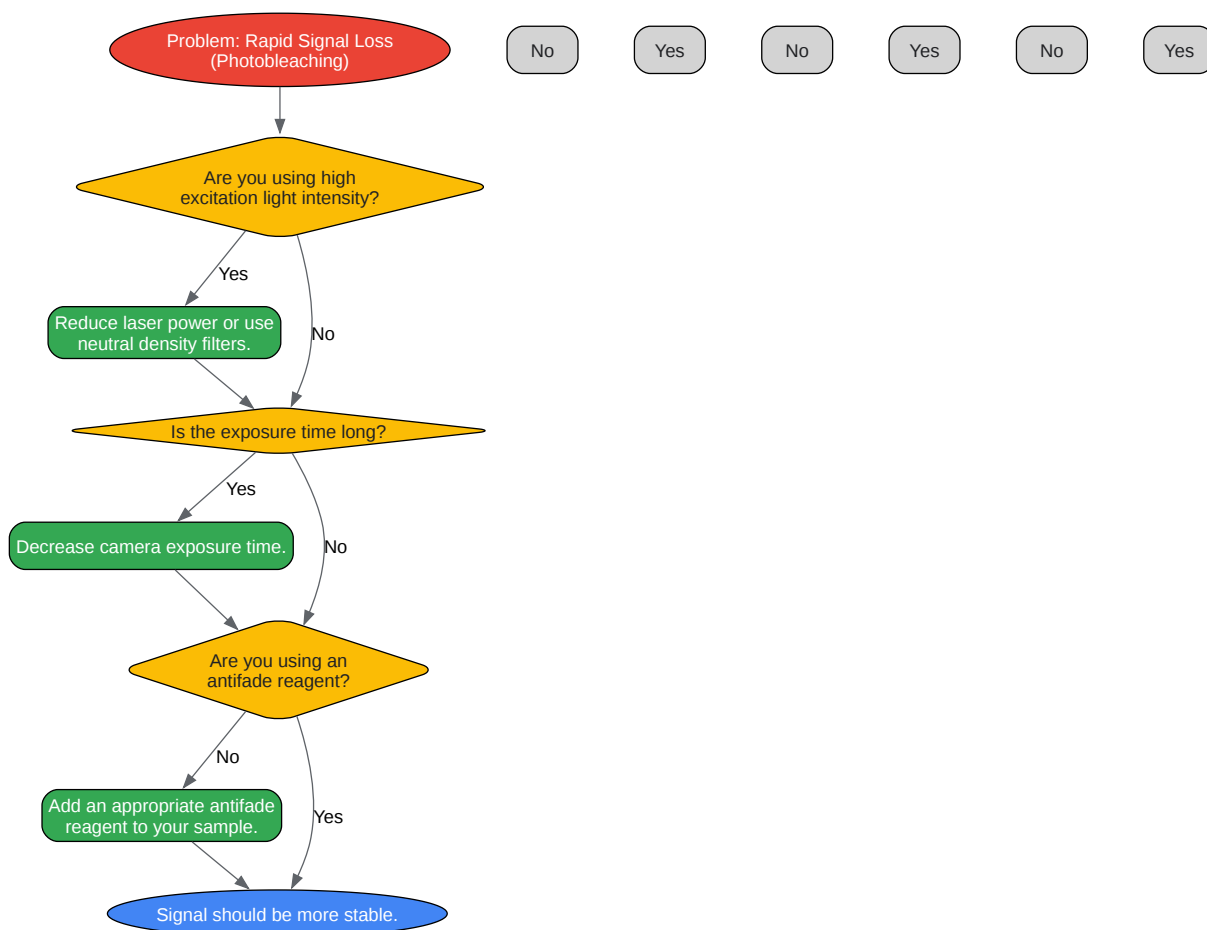 Problem: Rapid Signal Loss
(Photobleaching)
No
Yes
No
Yes
No
Yes
Are you using high
excitation light intensity?
Yes
Reduce laser power or use
neutral density filters.
No
Is the exposure time long?
Yes
Decrease camera exposure time.
No
Are you using an
antifade reagent?
No
Add an appropriate antifade
reagent to your sample.
Yes
Signal should be more stable.